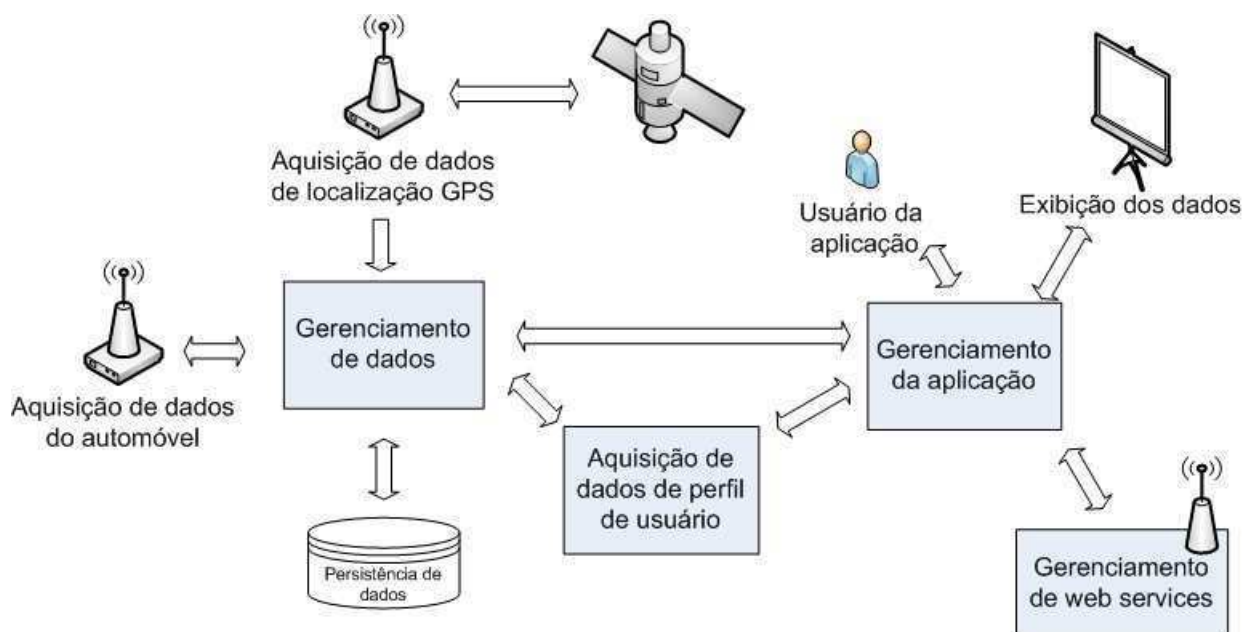 Aquisição de dados
de localização GPS
Usuário da
aplicação
Exibição dos dados
Gerenciamento
de dados
Gerenciamento
da aplicação
Aquisição de dados
do automóvel
Aquisição de
dados de perfil
de usuário
Persistência de
dados
Gerenciamento
de web services